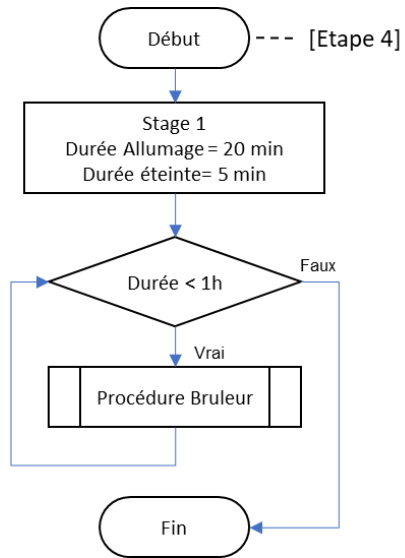 Début
[Etape 4]
Stage 1
Durée Allumage = 20 min
Durée éteinte= 5 min
Durée < 1h
Faux
Vrai
Procédure Bruleur
Fin